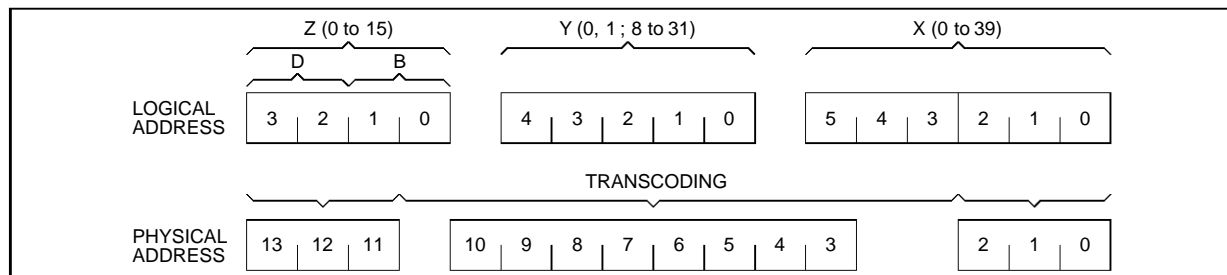 Z (0 to 15) Y (0, 1 ; 8 to 31) X (0 to 39)
D B
LOGICAL ADDRESS 3 2 1 0 4 3 2 1 0 5 4 3 2 1 0
TRANSCODING
PHYSICAL ADDRESS 13 12 11 10 9 8 7 6 5 4 3 2 1 0